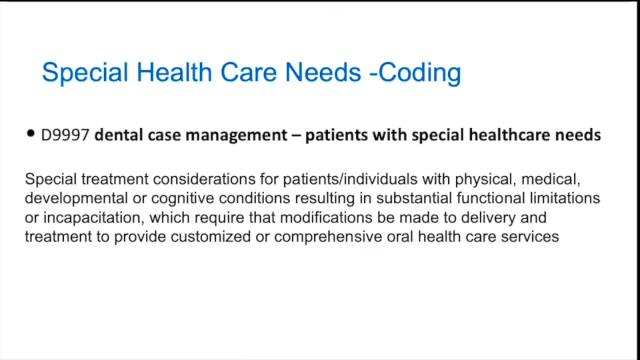 Special Health Care Needs -Coding
• D9997 dental case management – patients with special healthcare needs
Special treatment considerations for patients/individuals with physical, medical,
developmental or cognitive conditions resulting in substantial functional limitations
or incapacitation, which require that modifications be made to delivery and
treatment to provide customized or comprehensive oral health care services